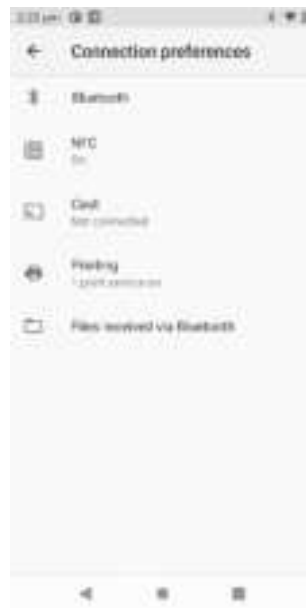 Connection preferences
Bluetooth
NFC
On
Cast
Not connected
Printing
1 print service on
Files received via Bluetooth